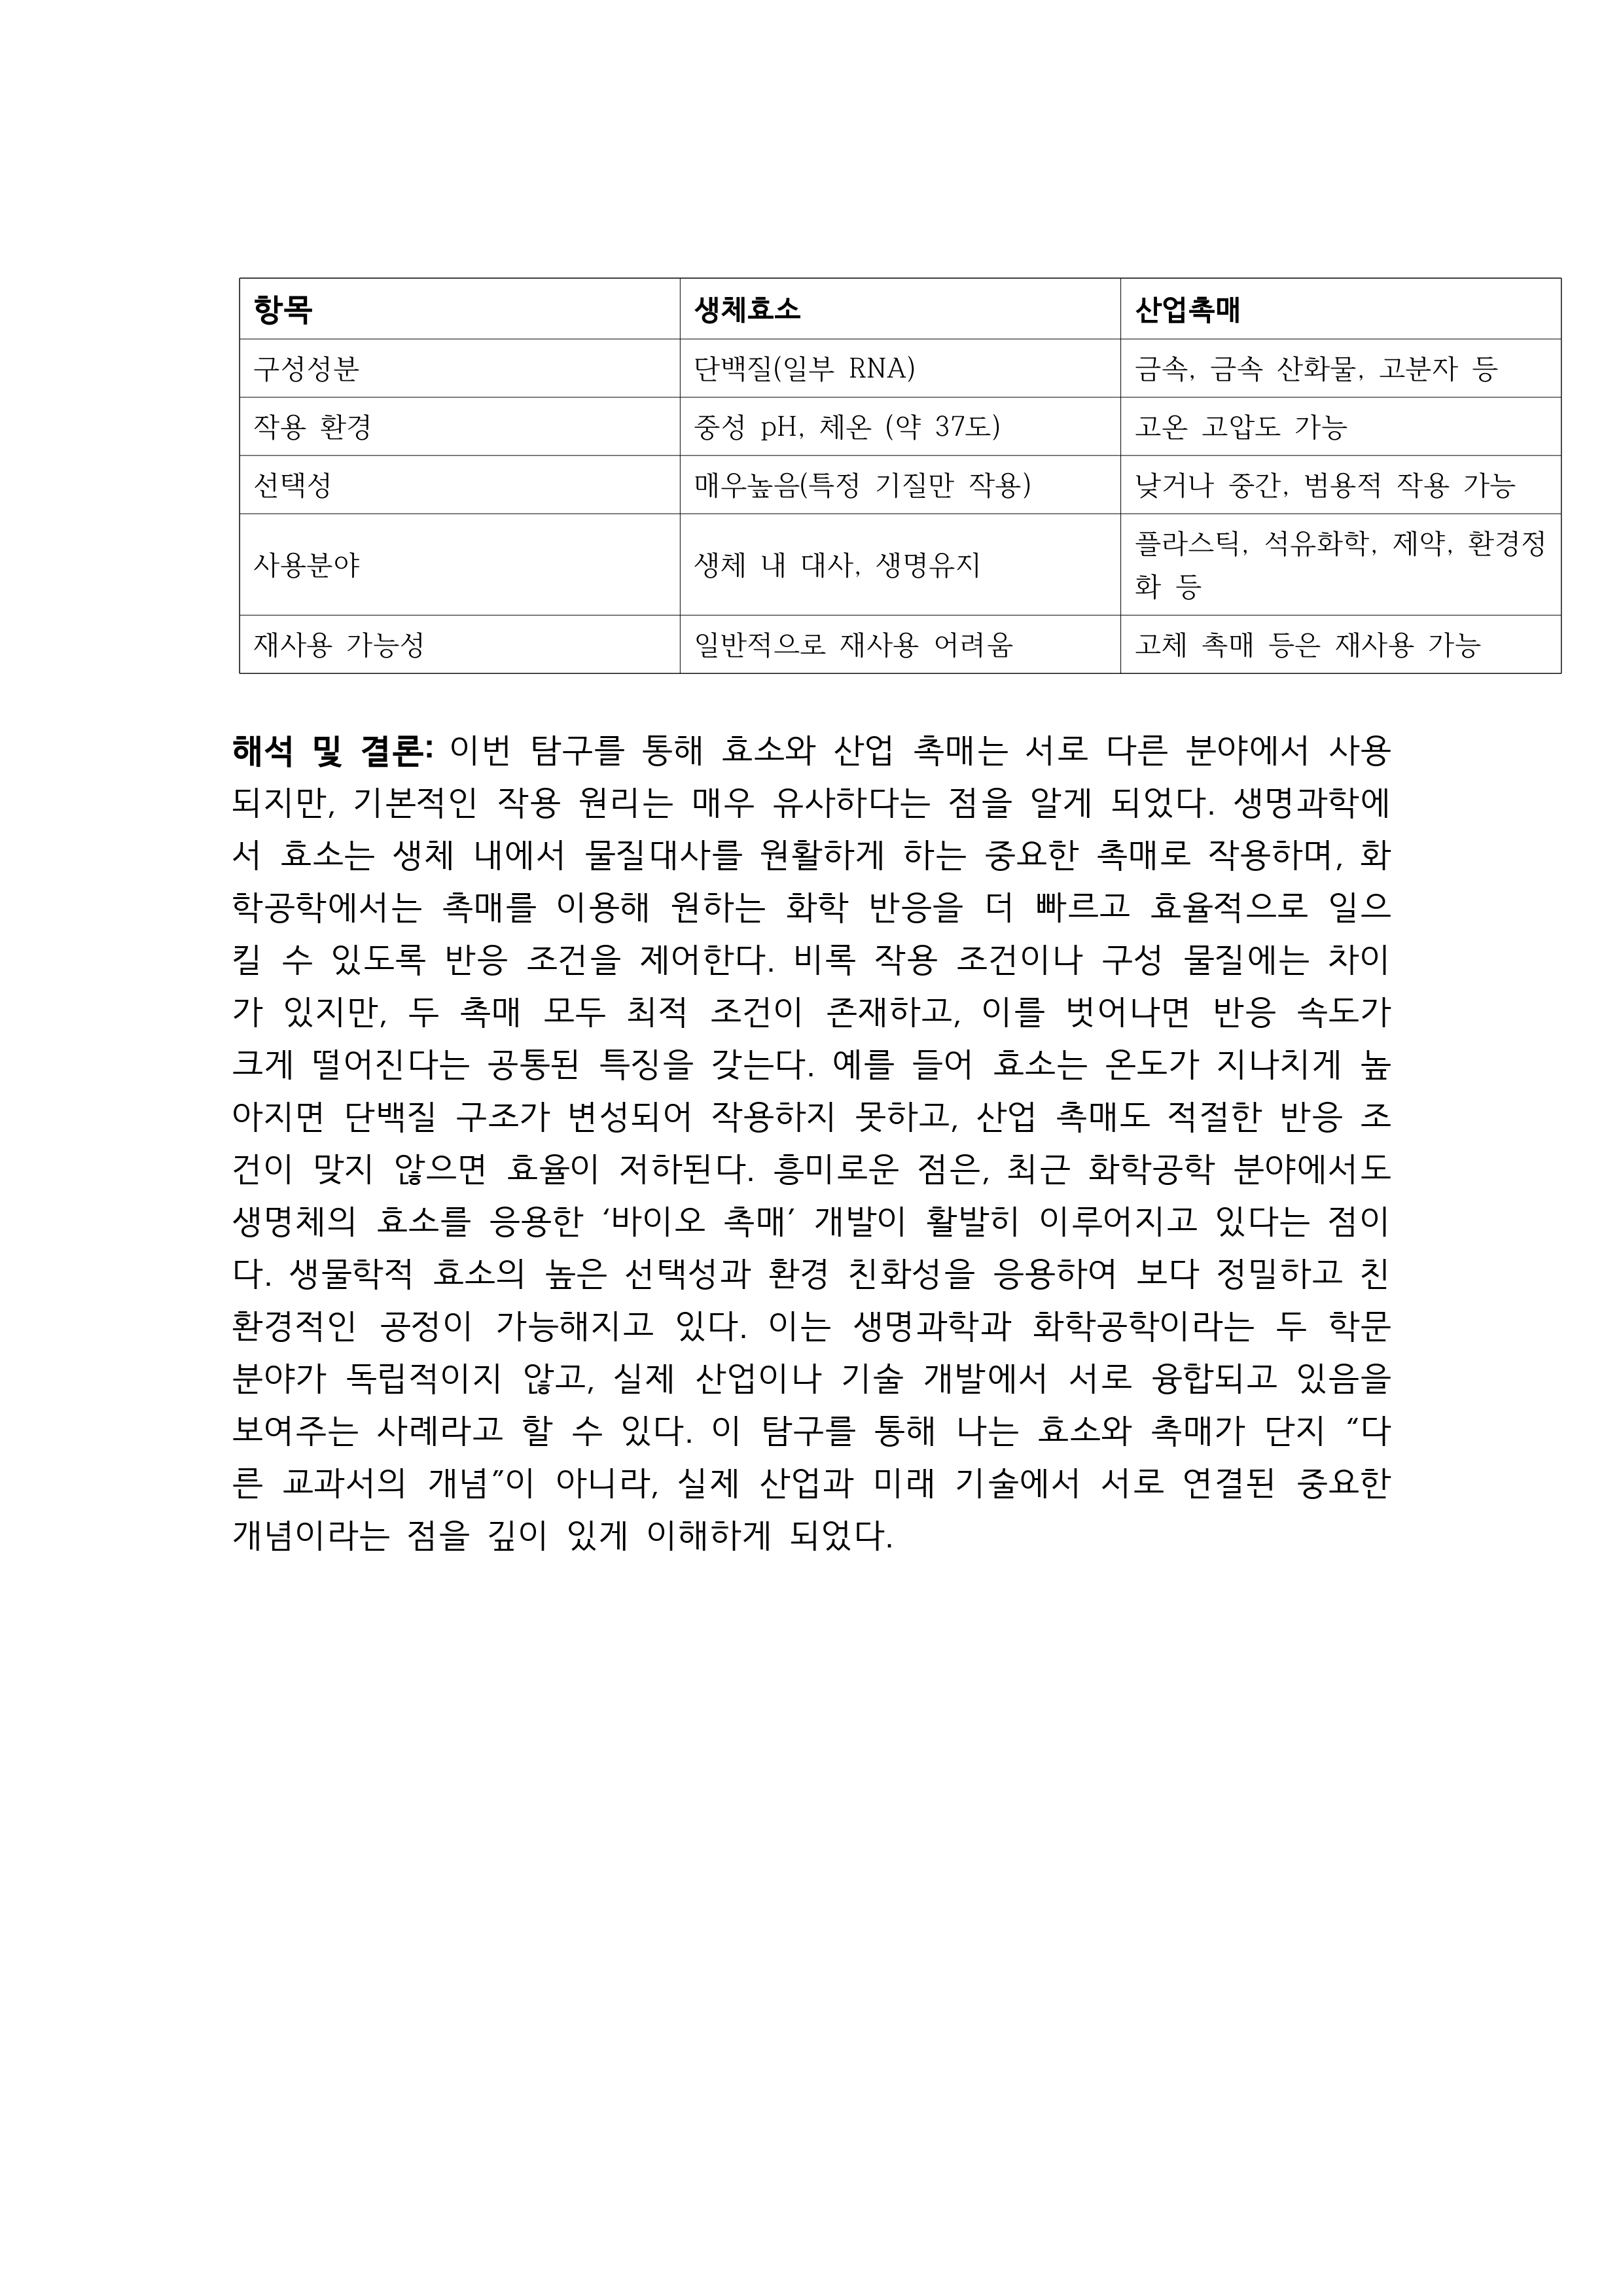 항목 생체효소 산업촉매
구성성분 단백질(일부 RNA) 금속, 금속 산화물, 고분자 등
작용 환경 중성 pH, 체온 (약 37도) 고온 고압도 가능
선택성 매우높음(특정 기질만 작용) 낮거나 중간, 범용적 작용 가능
사용분야 생체 내 대사, 생명유지 플라스틱, 석유화학, 제약, 환경정
화 등
재사용 가능성 일반적으로 재사용 어려움 고체 촉매 등은 재사용 가능
해석 및 결론: 이번 탐구를 통해 효소와 산업 촉매는 서로 다른 분야에서 사용
되지만, 기본적인 작용 원리는 매우 유사하다는 점을 알게 되었다. 생명과학에
서 효소는 생체 내에서 물질대사를 원활하게 하는 중요한 촉매로 작용하며, 화
학공학에서는 촉매를 이용해 원하는 화학 반응을 더 빠르고 효율적으로 일으
킬 수 있도록 반응 조건을 제어한다. 비록 작용 조건이나 구성 물질에는 차이
가 있지만, 두 촉매 모두 최적 조건이 존재하고, 이를 벗어나면 반응 속도가
크게 떨어진다는 공통된 특징을 갖는다. 예를 들어 효소는 온도가 지나치게 높
아지면 단백질 구조가 변성되어 작용하지 못하고, 산업 촉매도 적절한 반응 조
건이 맞지 않으면 효율이 저하된다. 흥미로운 점은, 최근 화학공학 분야에서도
생명체의 효소를 응용한 ‘바이오 촉매’ 개발이 활발히 이루어지고 있다는 점이
다. 생물학적 효소의 높은 선택성과 환경 친화성을 응용하여 보다 정밀하고 친
환경적인 공정이 가능해지고 있다. 이는 생명과학과 화학공학이라는 두 학문
분야가 독립적이지 않고, 실제 산업이나 기술 개발에서 서로 융합되고 있음을
보여주는 사례라고 할 수 있다. 이 탐구를 통해 나는 효소와 촉매가 단지 “다
른 교과서의 개념”이 아니라, 실제 산업과 미래 기술에서 서로 연결된 중요한
개념이라는 점을 깊이 있게 이해하게 되었다.